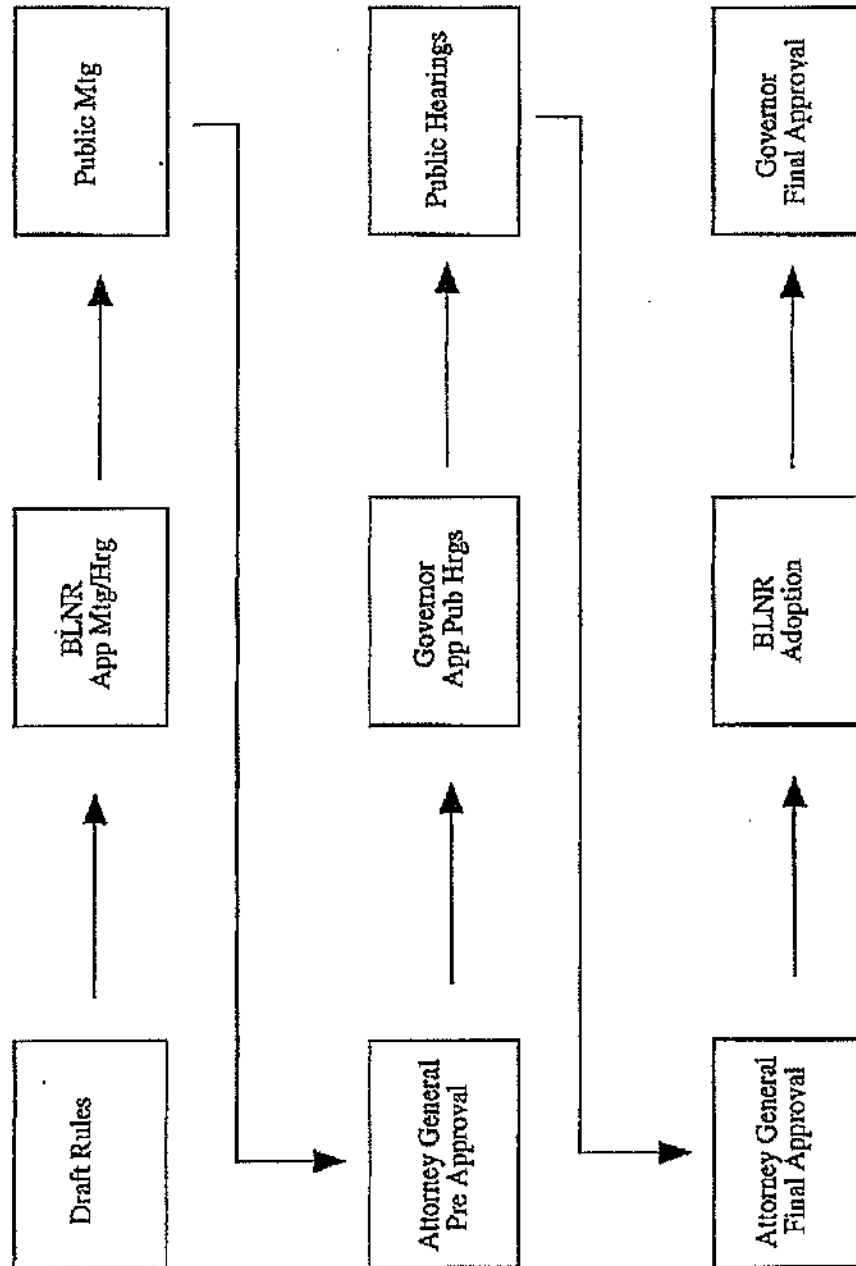 Draft Rules
BLNR
App Mtg/Hrg
Public Mtg
Attorney General
Pre Approval
Governor
App Pub Hrgs
Public Hearings
Attorney General
Final Approval
BLNR
Adoption
Governor
Final Approval